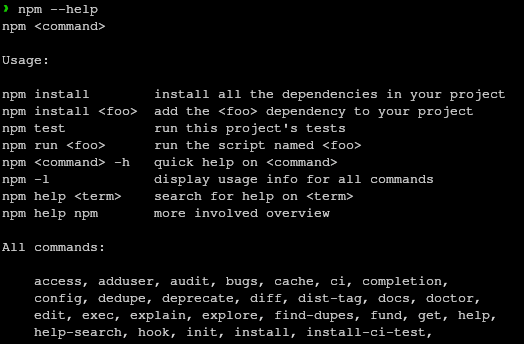 ❯ npm --help
npm <command>

Usage:

npm install        install all the dependencies in your project
npm install <foo>  add the <foo> dependency to your project
npm test           run this project's tests
npm run <foo>      run the script named <foo>
npm <command> -h   quick help on <command>
npm -l             display usage info for all commands
npm help <term>    search for help on <term>
npm help npm       more involved overview

All commands:

    access, adduser, audit, bugs, cache, ci, completion,
    config, dedupe, deprecate, diff, dist-tag, docs, doctor,
    edit, exec, explain, explore, find-dupes, fund, get, help,
    help-search, hook, init, install, install-ci-test,